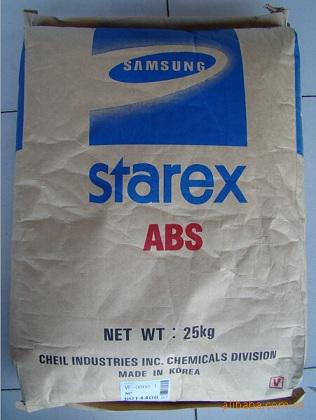 SAMSUNG
starex
ABS
NET WT : 25kg
CHEIL INDUSTRIES INC. CHEMICALS DIVISION
MADE IN KOREA